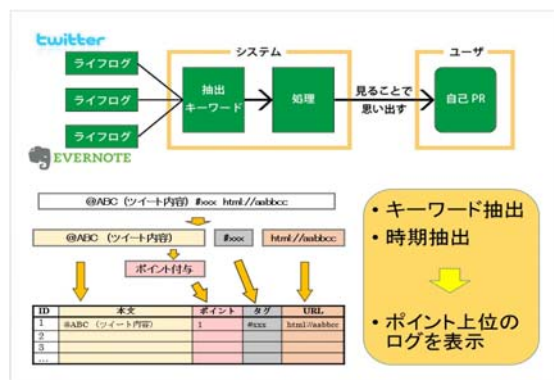 twitter
システム
ユーザ
ライフログ
ライフログ
ライフログ
抽出
キーワード
処理
見ることで
思い出す
自己PR
EVERNOTE
@ABC（ツイート内容）#xxx html://aabbcc
@ABC（ツイート内容）
#xxx
html://aabbcc
ポイント付与
ID 本文 ポイント タグ URL
1 @ABC（ツイート内容） 1 #xxx html://aabbcc
2
3
...
・キーワード抽出
・時期抽出
・ポイント上位の
ログを表示